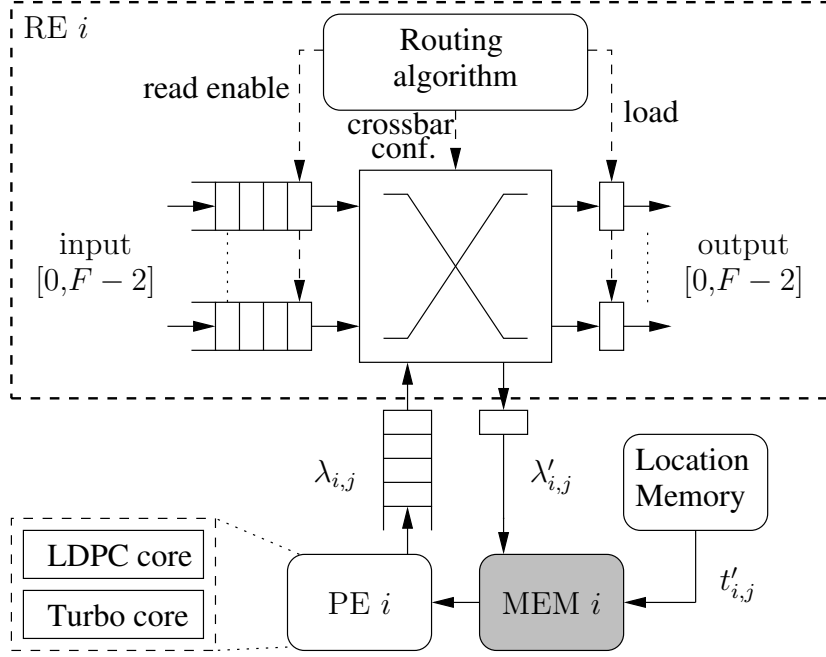 RE i
Routing
algorithm
read enable
crossbar
conf.
load
input
[0,F − 2]
output
[0,F − 2]
λ_{i,j}
λ′_{i,j}
Location
Memory
LDPC core
Turbo core
PE i
MEM i
t′_{i,j}